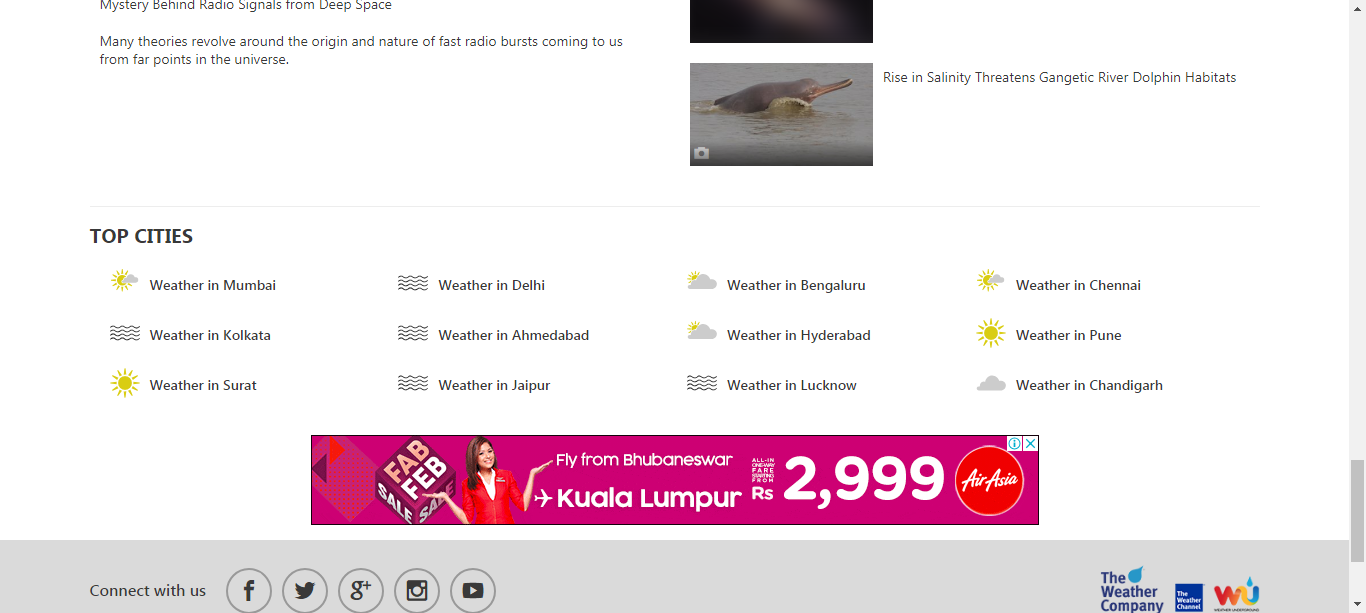 Mystery Behind Radio Signals from Deep Space
Many theories revolve around the origin and nature of fast radio bursts coming to us
from far points in the universe.
Rise in Salinity Threatens Gangetic River Dolphin Habitats
TOP CITIES
Weather in Mumbai
Weather in Delhi
Weather in Bengaluru
Weather in Chennai
Weather in Kolkata
Weather in Ahmedabad
Weather in Hyderabad
Weather in Pune
Weather in Surat
Weather in Jaipur
Weather in Lucknow
Weather in Chandigarh
FAB
FEB
SALE SALE
Fly from Bhubaneswar
Kuala Lumpur
ALL-IN
ONE-WAY
FARE
STARTING
FROM
Rs
2,999
AirAsia
Connect with us
f
g+
The
Weather
Company
The
Weather
Channel
WU
WEATHER UNDERGROUND